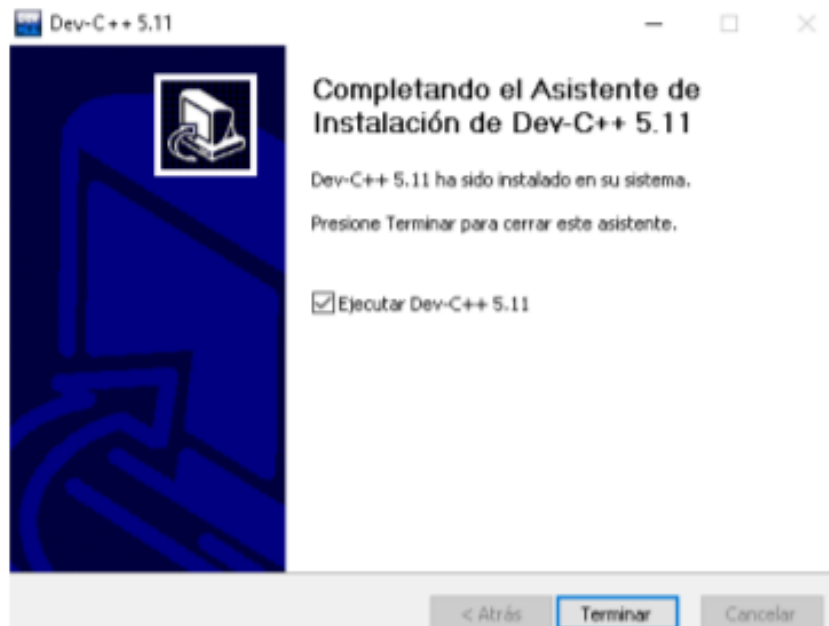 Dev-C++ 5.11
Completando el Asistente de
Instalación de Dev-C++ 5.11
Dev-C++ 5.11 ha sido instalado en su sistema.
Presione Terminar para cerrar este asistente.
Ejecutar Dev-C++ 5.11
< Atrás Terminar Cancelar